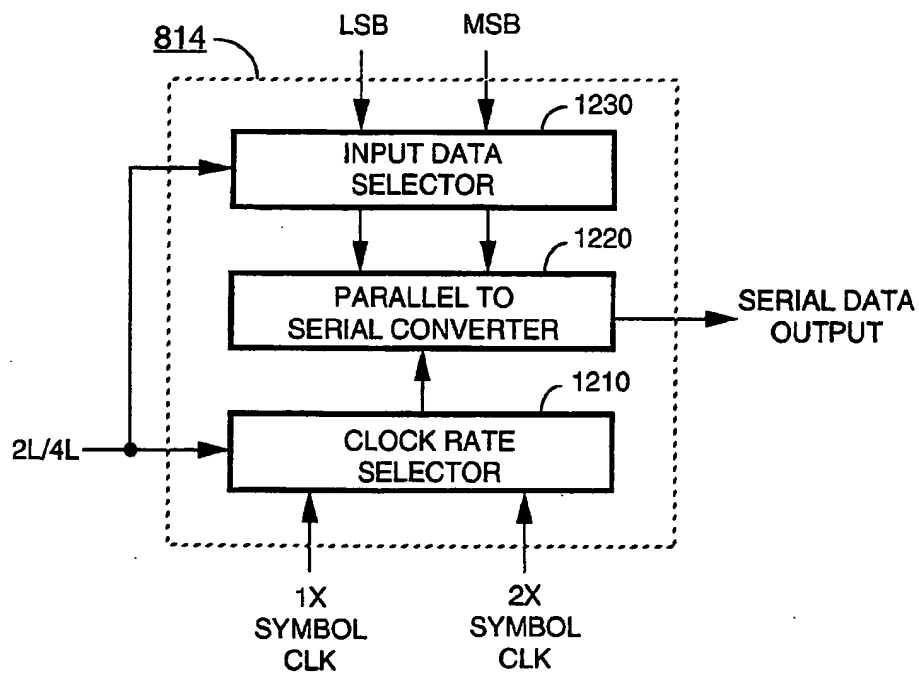 814
LSB
MSB
1230
INPUT DATA
SELECTOR
1220
PARALLEL TO
SERIAL CONVERTER
SERIAL DATA
OUTPUT
1210
2L/4L
CLOCK RATE
SELECTOR
1X
SYMBOL
CLK
2X
SYMBOL
CLK